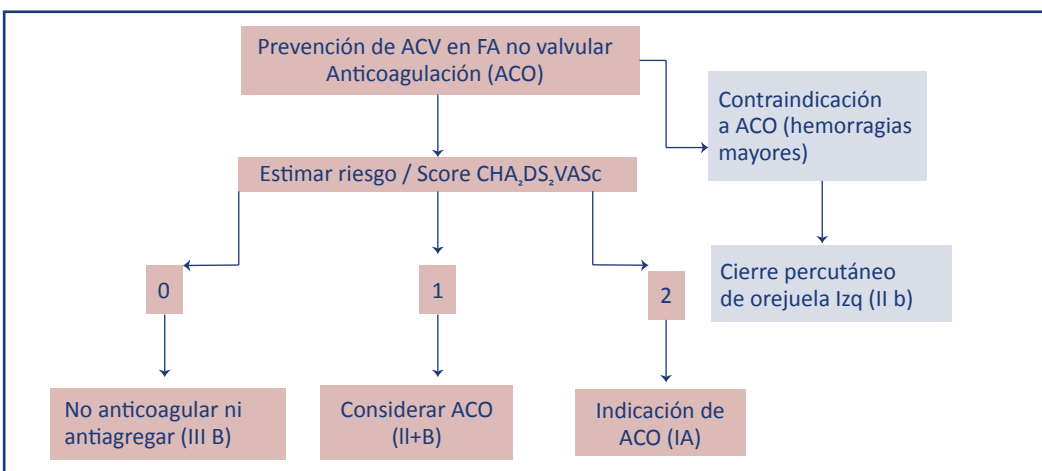 Prevención de ACV en FA no valvular
Anticoagulación (ACO)
Contraindicación
a ACO (hemorragias
mayores)
Estimar riesgo / Score CHA₂DS₂VASc
Cierre percutáneo
de orejuela Izq (II b)
0
1
2
No anticoagular ni
antiagregar (III B)
Considerar ACO
(ll+B)
Indicación de
ACO (IA)